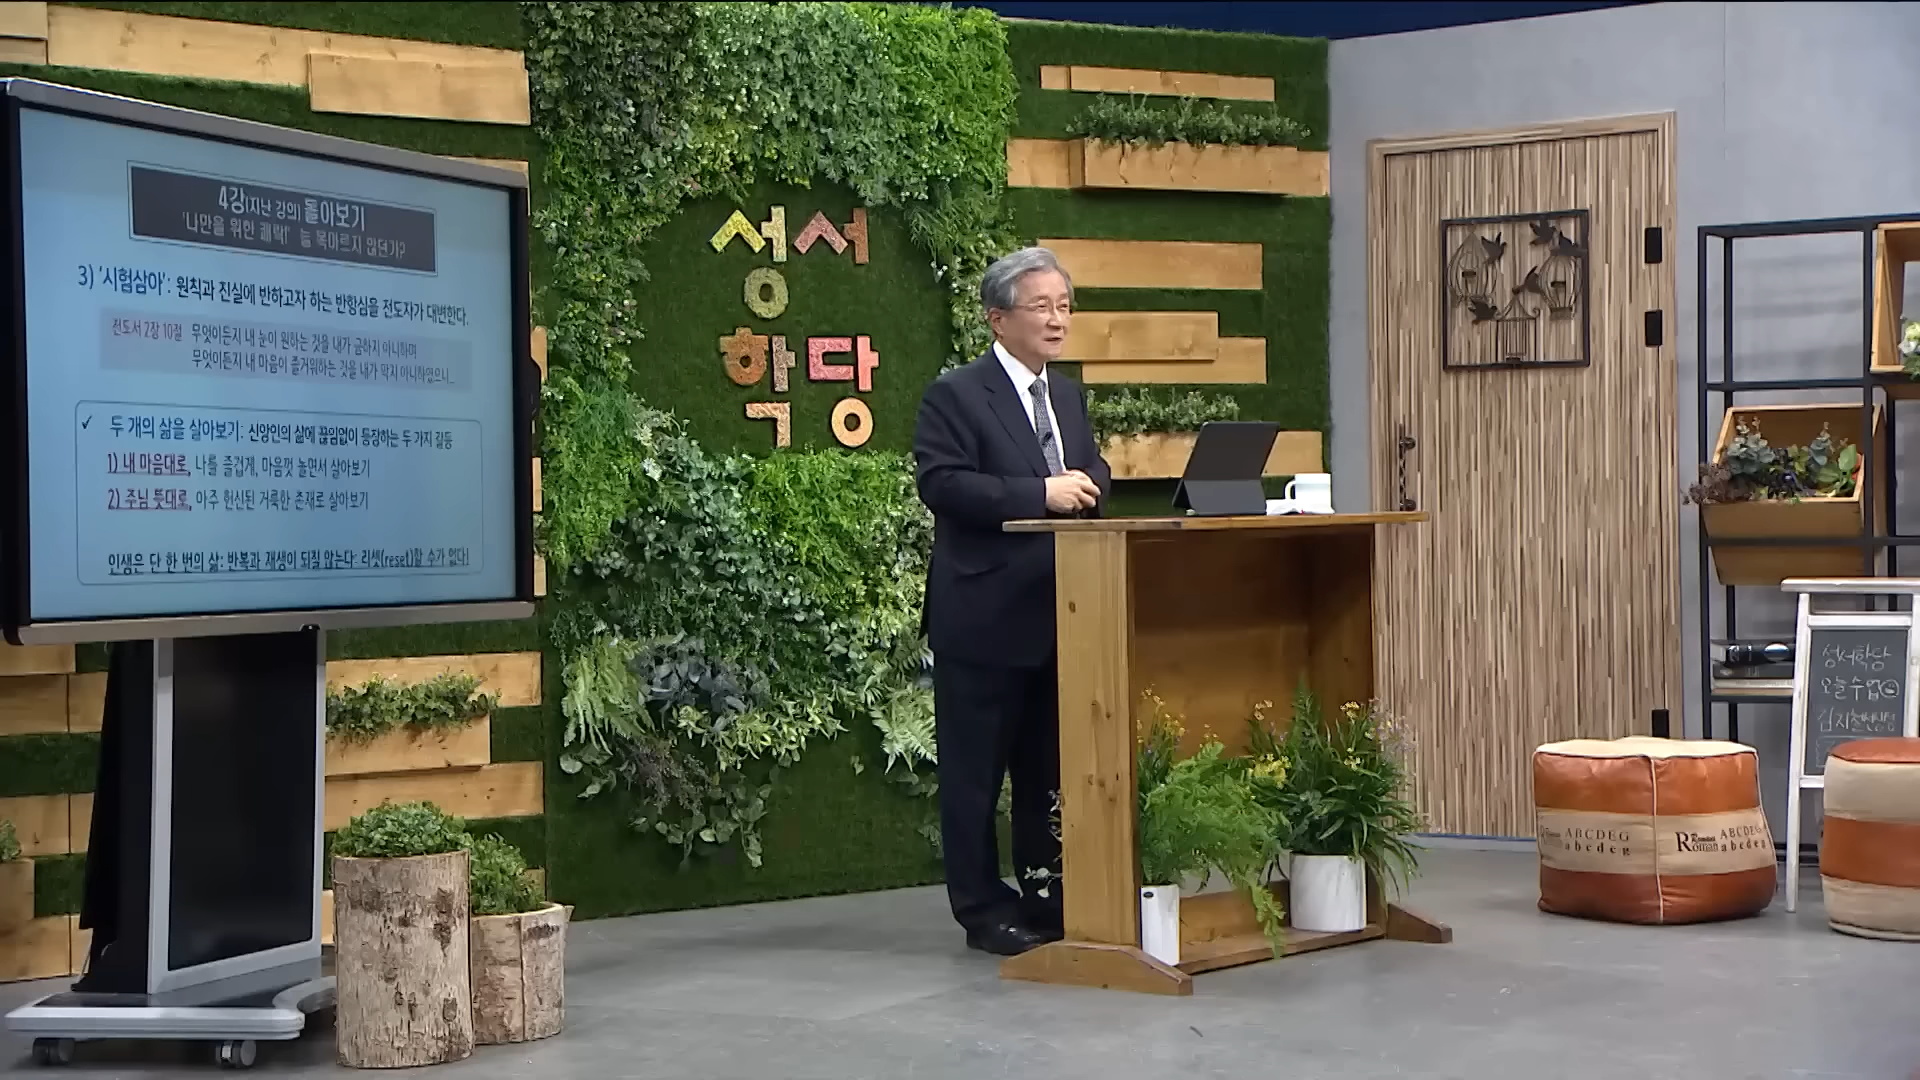 4강(지난 강의) 돌아보기
'나만을 위한 쾌락!' 늘 목마르지 않던가?
3) '시험삼아': 원칙과 진실에 반하고자 하는 반항심을 전도자가 대변한다.
전도서 2장 10절 무엇이든지 내 눈이 원하는 것을 내가 금하지 아니하며
무엇이든지 내 마음이 즐거워하는 것을 내가 막지 아니하였으니...
✓ 두 개의 삶을 살아보기: 신앙인의 삶에 끊임없이 등장하는 두 가지 갈등
1) 내 마음대로, 나를 즐겁게, 마음껏 놀면서 살아보기
2) 주님 뜻대로, 아주 헌신된 거룩한 존재로 살아보기
인생은 단 한 번의 삶: 반복과 재생이 되질 않는다: 리셋(reset)할 수가 없다!
성서
학당
성서학당
오늘수업
김지철
Roman ABCDEG
Roman abcdeg
Roman ABCDEG
Roman abcdeg